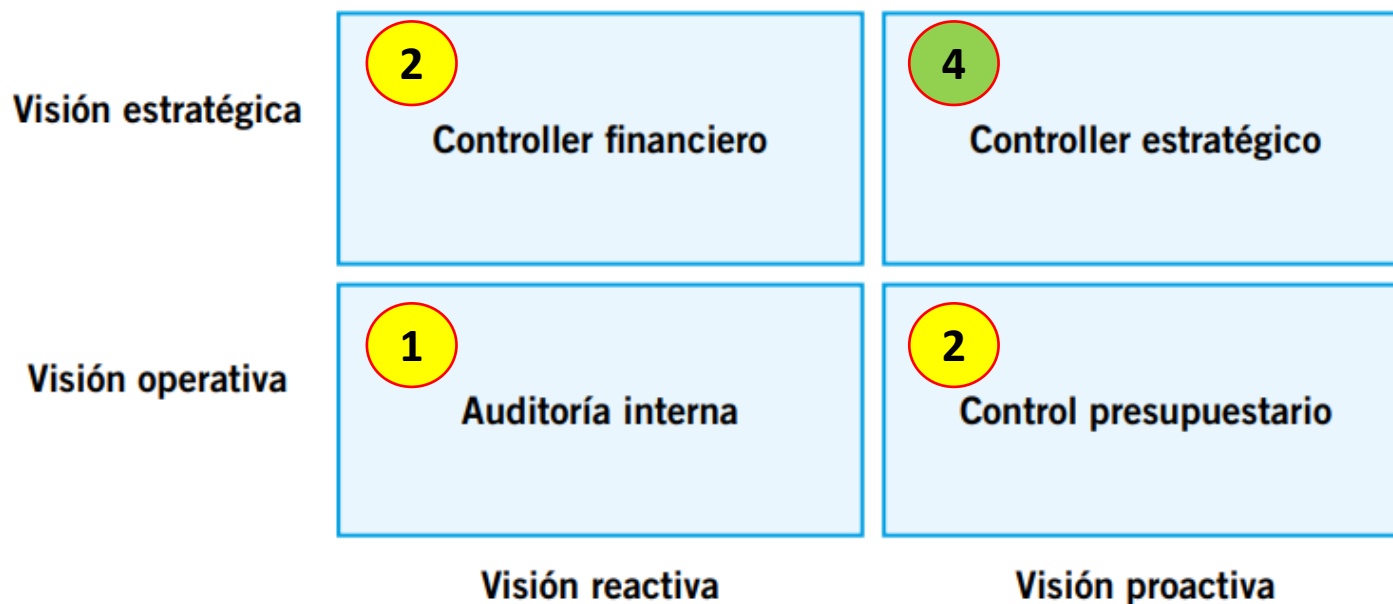 2
4
Visión estratégica
Controller financiero
Controller estratégico
1
2
Visión operativa
Auditoría interna
Control presupuestario
Visión reactiva
Visión proactiva